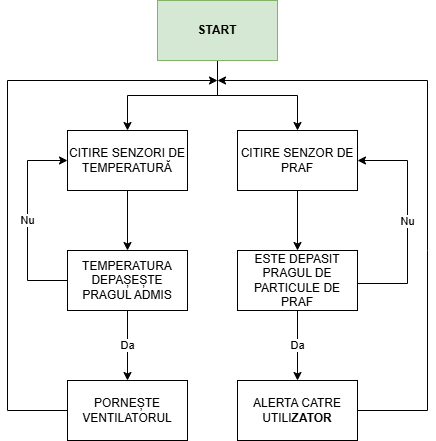 START
CITIRE SENZORI DE
TEMPERATURĂ
CITIRE SENZOR DE
PRAF
Nu
Nu
TEMPERATURA
DEPAȘEȘTE
PRAGUL ADMIS
ESTE DEPASIT
PRAGUL DE
PARTICULE DE
PRAF
Da
Da
PORNEȘTE
VENTILATORUL
ALERTA CATRE
UTILIZATOR